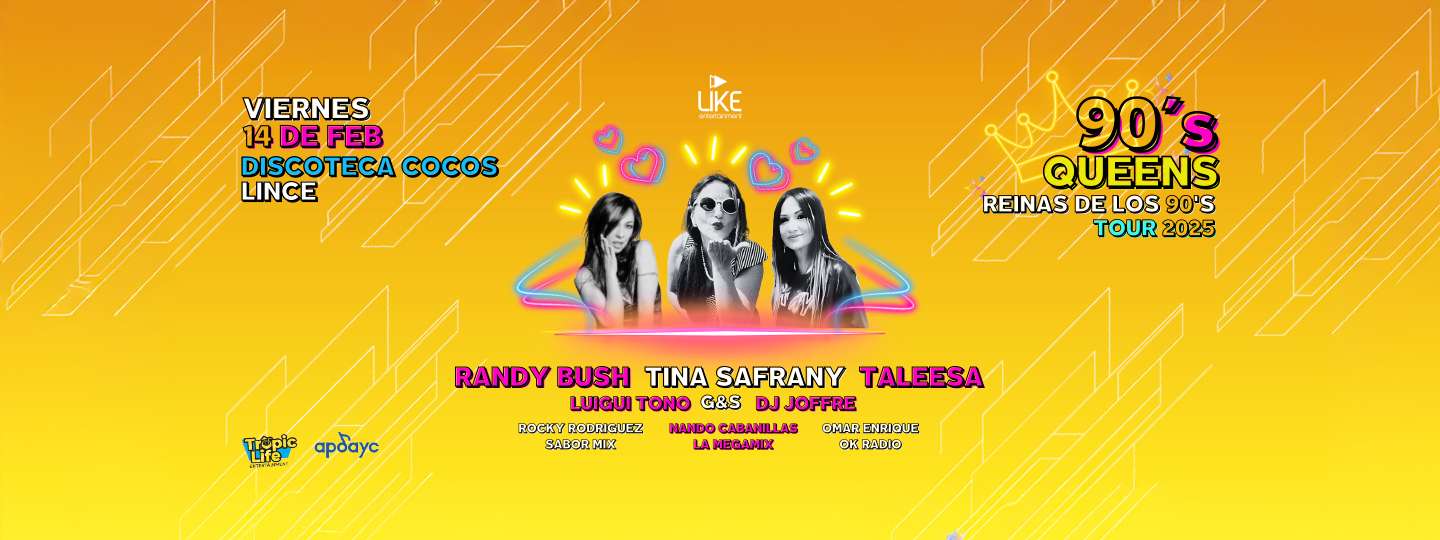 VIERNES
14 DE FEB
DISCOTECA COCOS
LINCE
LIKE
entertainment
90's
QUEENS
REINAS DE LOS 90'S
TOUR 2025
RANDY BUSH TINA SAFRANY TALEESA
LUIGUI TONO G&S DJ JOFFRE
ROCKY RODRIGUEZ NANDO CABANILLAS OMAR ENRIQUE
SABOR MIX LA MEGAMIX OK RADIO
Tropic
Life
ENTERTAINMENT
apdayc